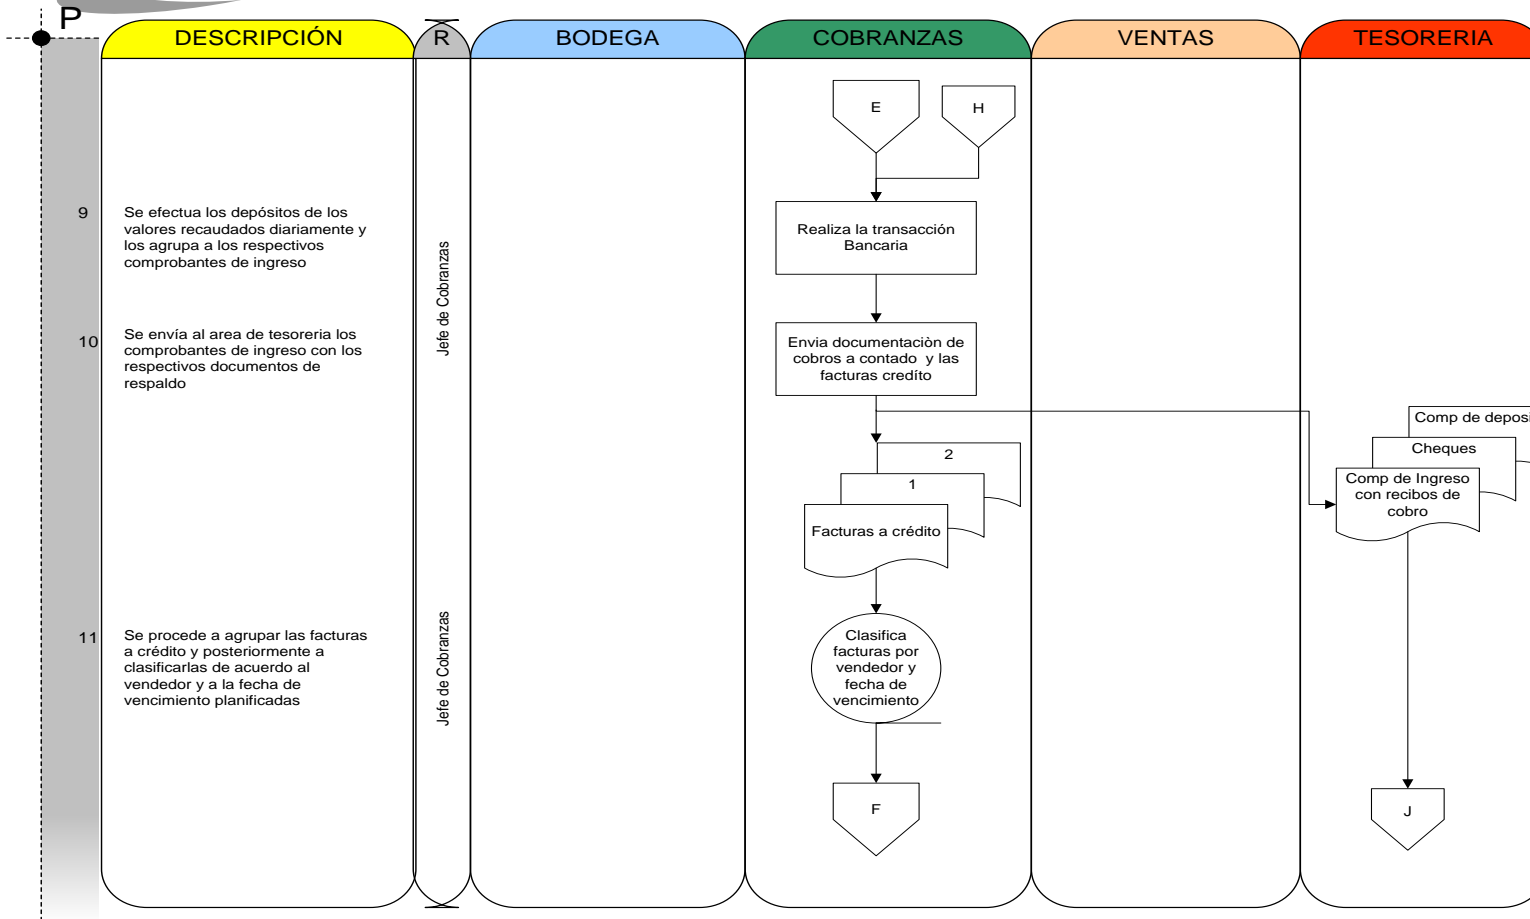 P
DESCRIPCIÓN
R
BODEGA
COBRANZAS
VENTAS
TESORERIA
E
H
9
Se efectua los depósitos de los
valores recaudados diariamente y
los agrupa a los respectivos
comprobantes de ingreso
Jefe de Cobranzas
Realiza la transacción
Bancaria
10
Se envía al area de tesoreria los
comprobantes de ingreso con los
respectivos documentos de
respaldo
Envia documentaciòn de
cobros a contado y las
facturas credíto
2
1
Facturas a crédito
Comp de deposi
Cheques
Comp de Ingreso
con recibos de
cobro
11
Se procede a agrupar las facturas
a crédito y posteriormente a
clasificarlas de acuerdo al
vendedor y a la fecha de
vencimiento planificadas
Jefe de Cobranzas
Clasifica
facturas por
vendedor y
fecha de
vencimiento
F
J